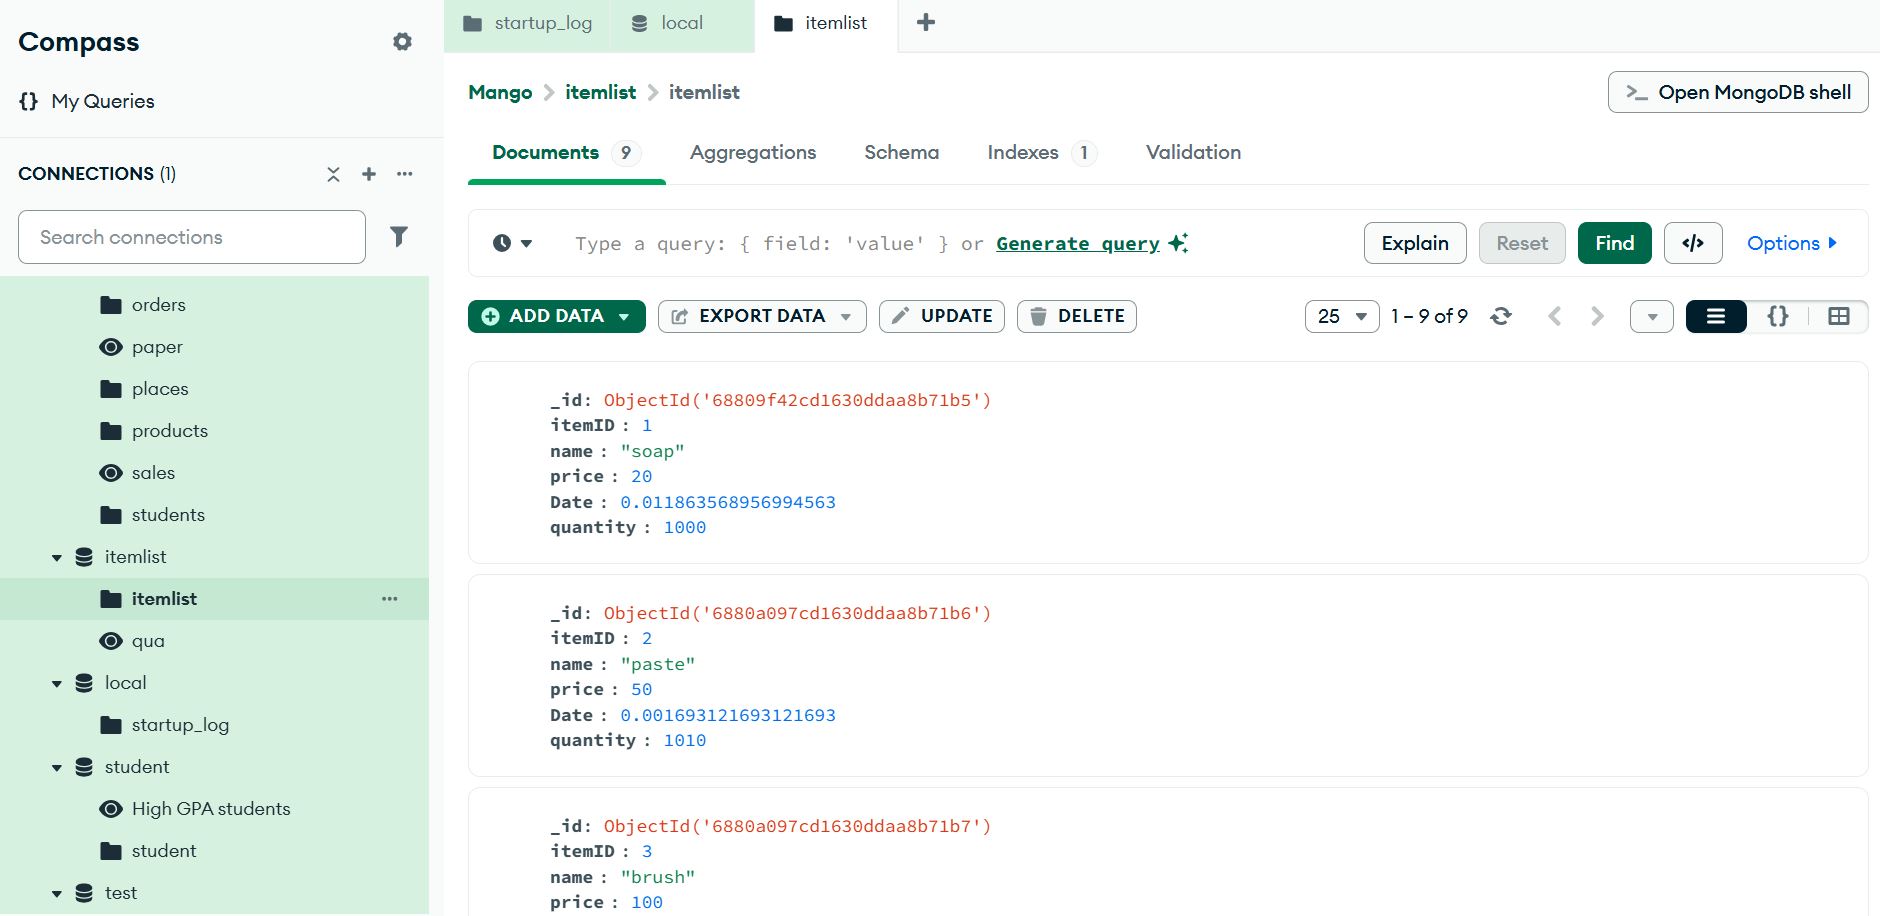 Compass
My Queries
CONNECTIONS (1)
Search connections
orders
paper
places
products
sales
students
itemlist
itemlist
qua
local
startup_log
student
High GPA students
student
test
startup_log
local
itemlist
Mango > itemlist > itemlist
>_ Open MongoDB shell
Documents 9 Aggregations Schema Indexes 1 Validation
Type a query: { field: 'value' } or Generate query
Explain Reset Find </> Options
ADD DATA EXPORT DATA UPDATE DELETE
25 1 – 9 of 9 {}
_id: ObjectId('68809f42cd1630ddaa8b71b5')
itemID : 1
name : "soap"
price : 20
Date : 0.011863568956994563
quantity : 1000
_id: ObjectId('6880a097cd1630ddaa8b71b6')
itemID : 2
name : "paste"
price : 50
Date : 0.001693121693121693
quantity : 1010
_id: ObjectId('6880a097cd1630ddaa8b71b7')
itemID : 3
name : "brush"
price : 100